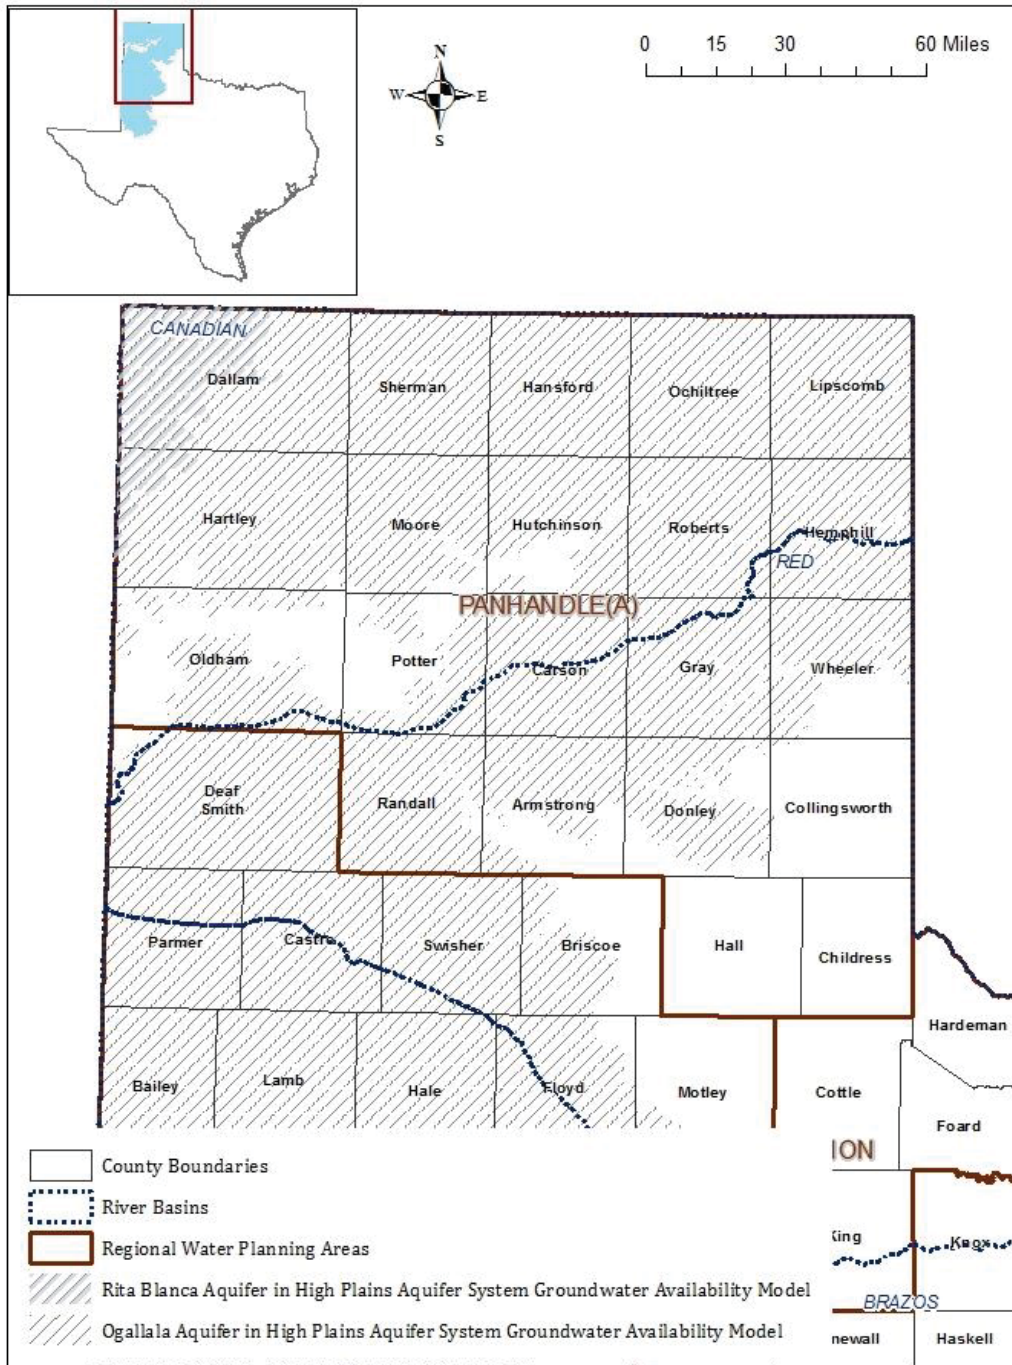 0 15 30 60 Miles
N
W E
S
CANADIAN
Dallam
Sherman
Hansford
Ochiltree
Lipscomb
Hartley
Moore
Hutchinson
Roberts
Hemphill
RED
PANHANDLE(A)
Oldham
Potter
Carson
Gray
Wheeler
Deaf
Smith
Randall
Armstrong
Donley
Collingsworth
Parmer
Castro
Swisher
Briscoe
Hall
Childress
Hardeman
Bailey
Lamb
Hale
Floyd
Motley
Cottle
Foard
ION
King
Knox
BRAZOS
newall
Haskell
County Boundaries
River Basins
Regional Water Planning Areas
Rita Blanca Aquifer in High Plains Aquifer System Groundwater Availability Model
Ogallala Aquifer in High Plains Aquifer System Groundwater Availability Model